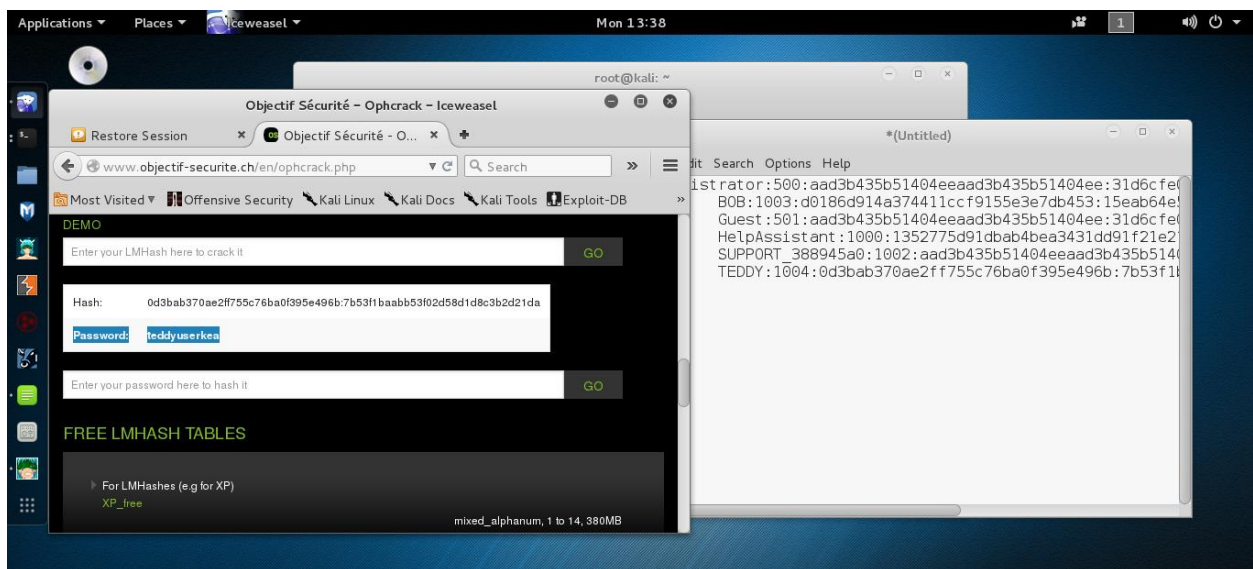 Applications Places Iceweasel Mon 13:38 1
root@kali: ~
Objectif Sécurité - Ophcrack - Iceweasel
Restore Session × Objectif Sécurité - O... × +
www.objectif-securite.ch/en/ophcrack.php Search »
Most Visited Offensive Security Kali Linux Kali Docs Kali Tools Exploit-DB »
DEMO
Enter your LMHash here to crack it GO
Hash: 0d3bab370ae2ff755c76ba0f395e496b:7b53f1baabb53f02d58d1d8c3b2d21da
Password: teddyuserkea
Enter your password here to hash it GO
FREE LMHASH TABLES
For LMHashes (e.g for XP)
XP_free
mixed_alphanum, 1 to 14, 380MB
*(Untitled)
dit Search Options Help
istrator:500:aad3b435b51404eeaad3b435b51404ee:31d6cfe0
BOB:1003:d0186d914a374411ccf9155e3e7db453:15eab64e
Guest:501:aad3b435b51404eeaad3b435b51404ee:31d6cfe0
HelpAssistant:1000:1352775d91dbab4bea3431dd91f21e2
SUPPORT_388945a0:1002:aad3b435b51404eeaad3b435b514
TEDDY:1004:0d3bab370ae2ff755c76ba0f395e496b:7b53f1